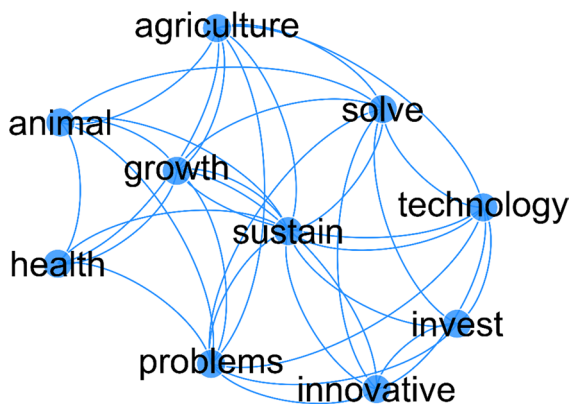 agriculture
solve
animal
growth
technology
sustain
health
invest
problems
innovative